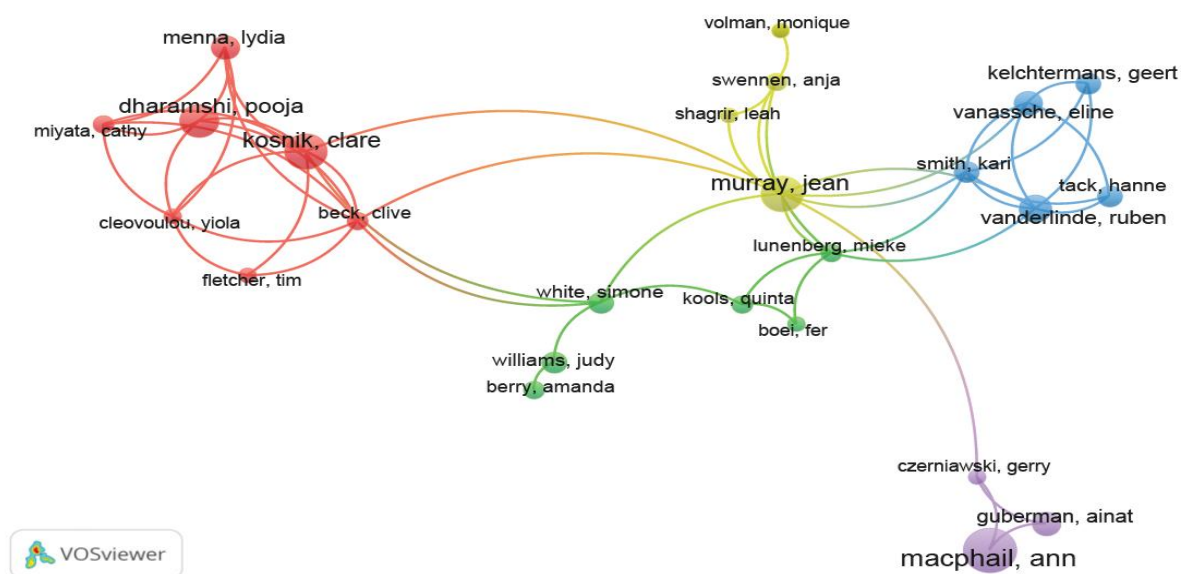 volman, monique
menna, lydia
swennen, anja
kelchtermans, geert
dharamshi, pooja
shagrir, leah
vanassche, eline
miyata, cathy
kosnik, clare
smith, kari
murray, jean
tack, hanne
cleovoulou, yiola
beck, clive
vanderlinde, ruben
lunenberg, mieke
fletcher, tim
white, simone
kools, quinta
boei, fer
williams, judy
berry, amanda
czerniawski, gerry
guberman, ainat
macphail, ann
VOSviewer